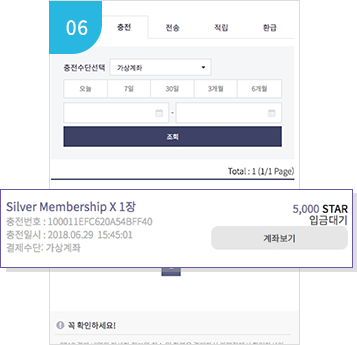 06
충전 전송 적립 환급
충전수단선택 가상계좌
오늘 7일 30일 3개월 6개월
-
조회
Total : 1 (1/1 Page)
Silver Membership X 1장
5,000 STAR
충전번호 : 100011EFC620A54BFF40
입금대기
충전일시 : 2018.06.29 15:45:01
계좌보기
결제수단: 가상계좌
꼭 확인하세요!